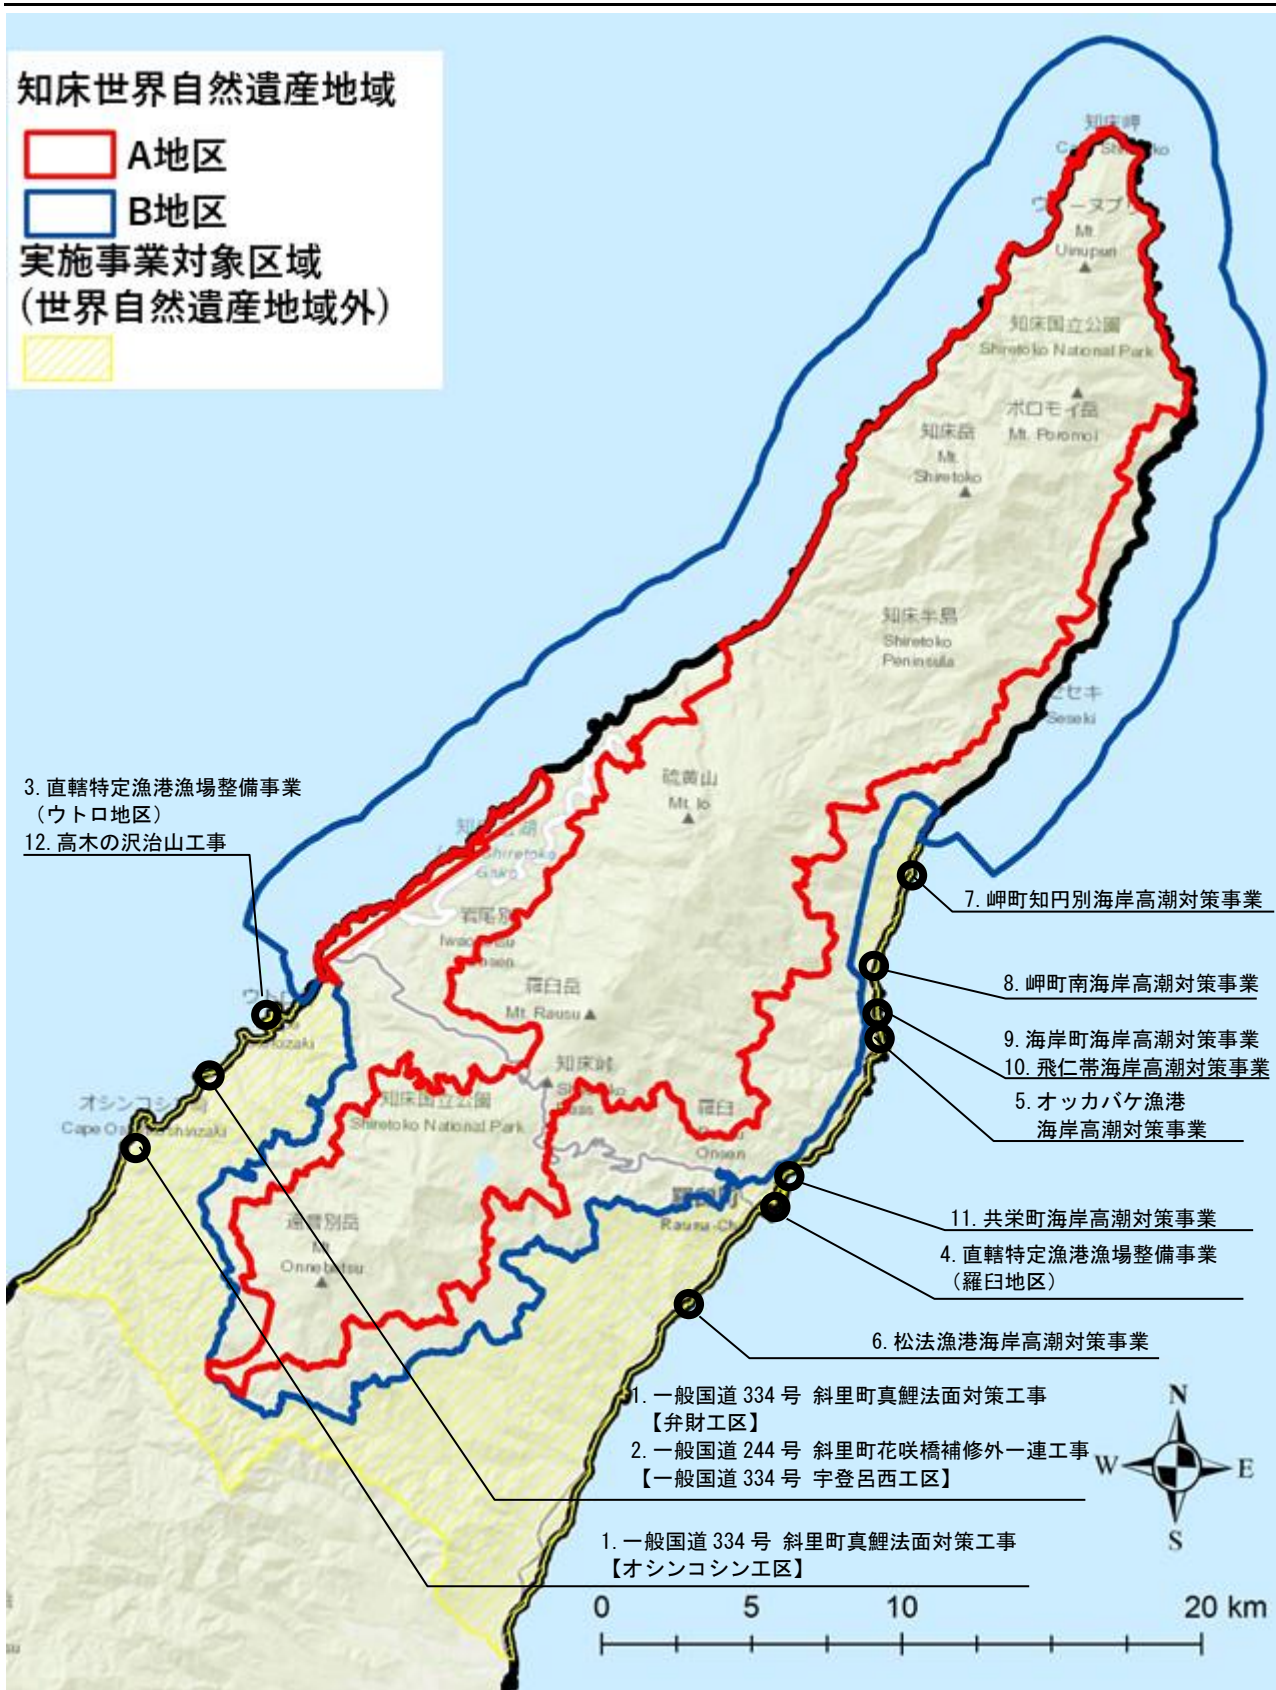 知床世界自然遺産地域
A地区
B地区
実施事業対象区域
(世界自然遺産地域外)
知床岬
Mt.
Uinupuri
知床国立公園
Shiretoko National Park
ポロモイ岳
Mt. Poromoi
知床岳
Mt.
Shiretoko
知床半島
Shiretoko
Peninsula
セセキ
Seseki
硫黄山
Mt. Io
3. 直轄特定漁港漁場整備事業
（ウトロ地区）
12. 高木の沢治山工事
7. 岬町知円別海岸高潮対策事業
羅臼岳
Mt. Rausu
8. 岬町南海岸高潮対策事業
9. 海岸町海岸高潮対策事業
10. 飛仁帯海岸高潮対策事業
知床峠
5. オッカバケ漁港
海岸高潮対策事業
知床国立公園
Shiretoko National Park
羅臼
Onsen
11. 共栄町海岸高潮対策事業
4. 直轄特定漁港漁場整備事業
（羅臼地区）
遠音別岳
Mt.
Onnebetsu
6. 松法漁港海岸高潮対策事業
1. 一般国道 334 号 斜里町真鯉法面対策工事
【弁財工区】
2. 一般国道 244 号 斜里町花咲橋補修外一連工事
【一般国道 334 号 宇登呂西工区】
N
W
E
S
1. 一般国道 334 号 斜里町真鯉法面対策工事
【オシンコシン工区】
0 5 10 20 km